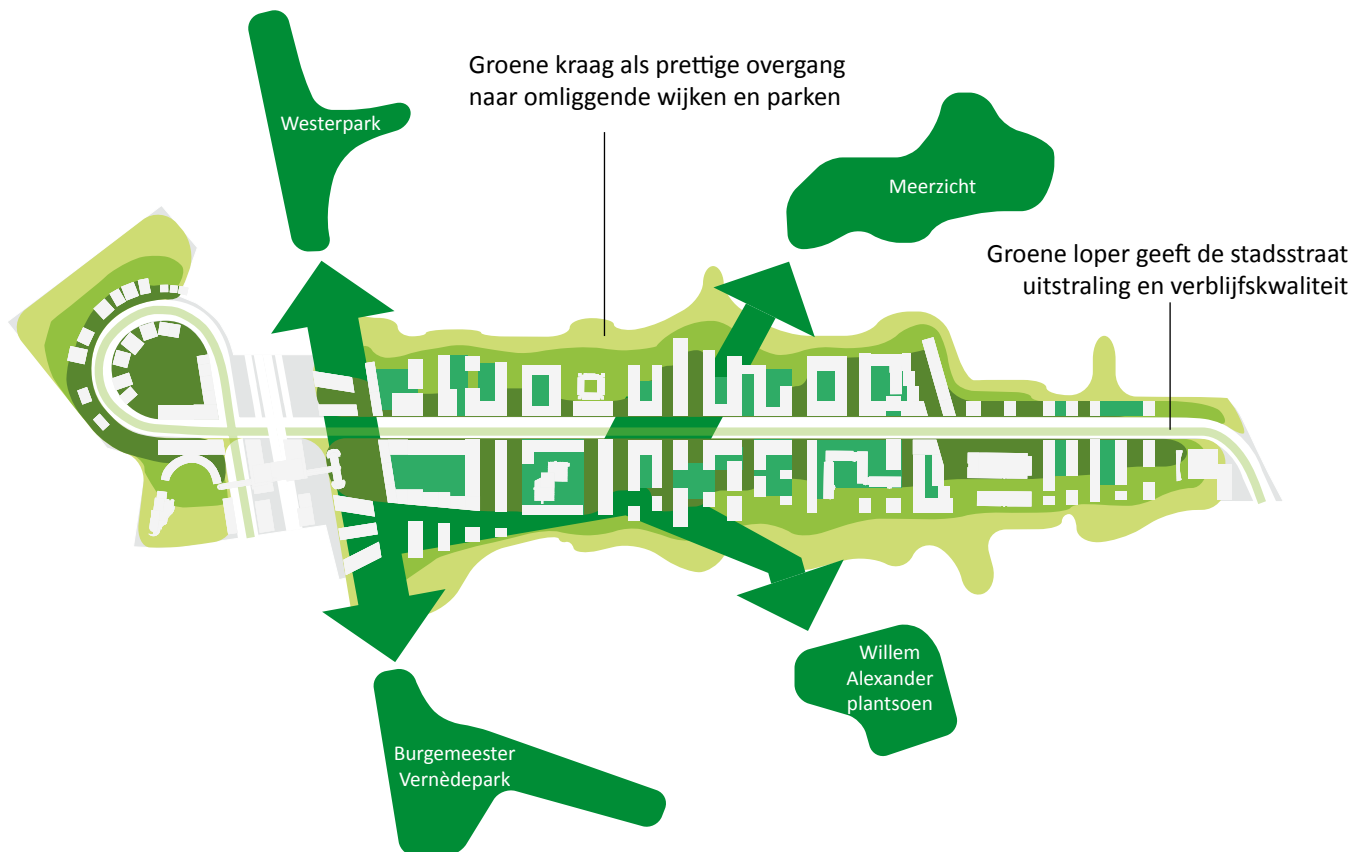 Groene kraag als prettige overgang
naar omliggende wijken en parken
Westerpark
Meerzicht
Groene loper geeft de stadsstraat
uitstraling en verblijfskwaliteit
Willem
Alexander
plantsoen
Burgemeester
Vernèdepark